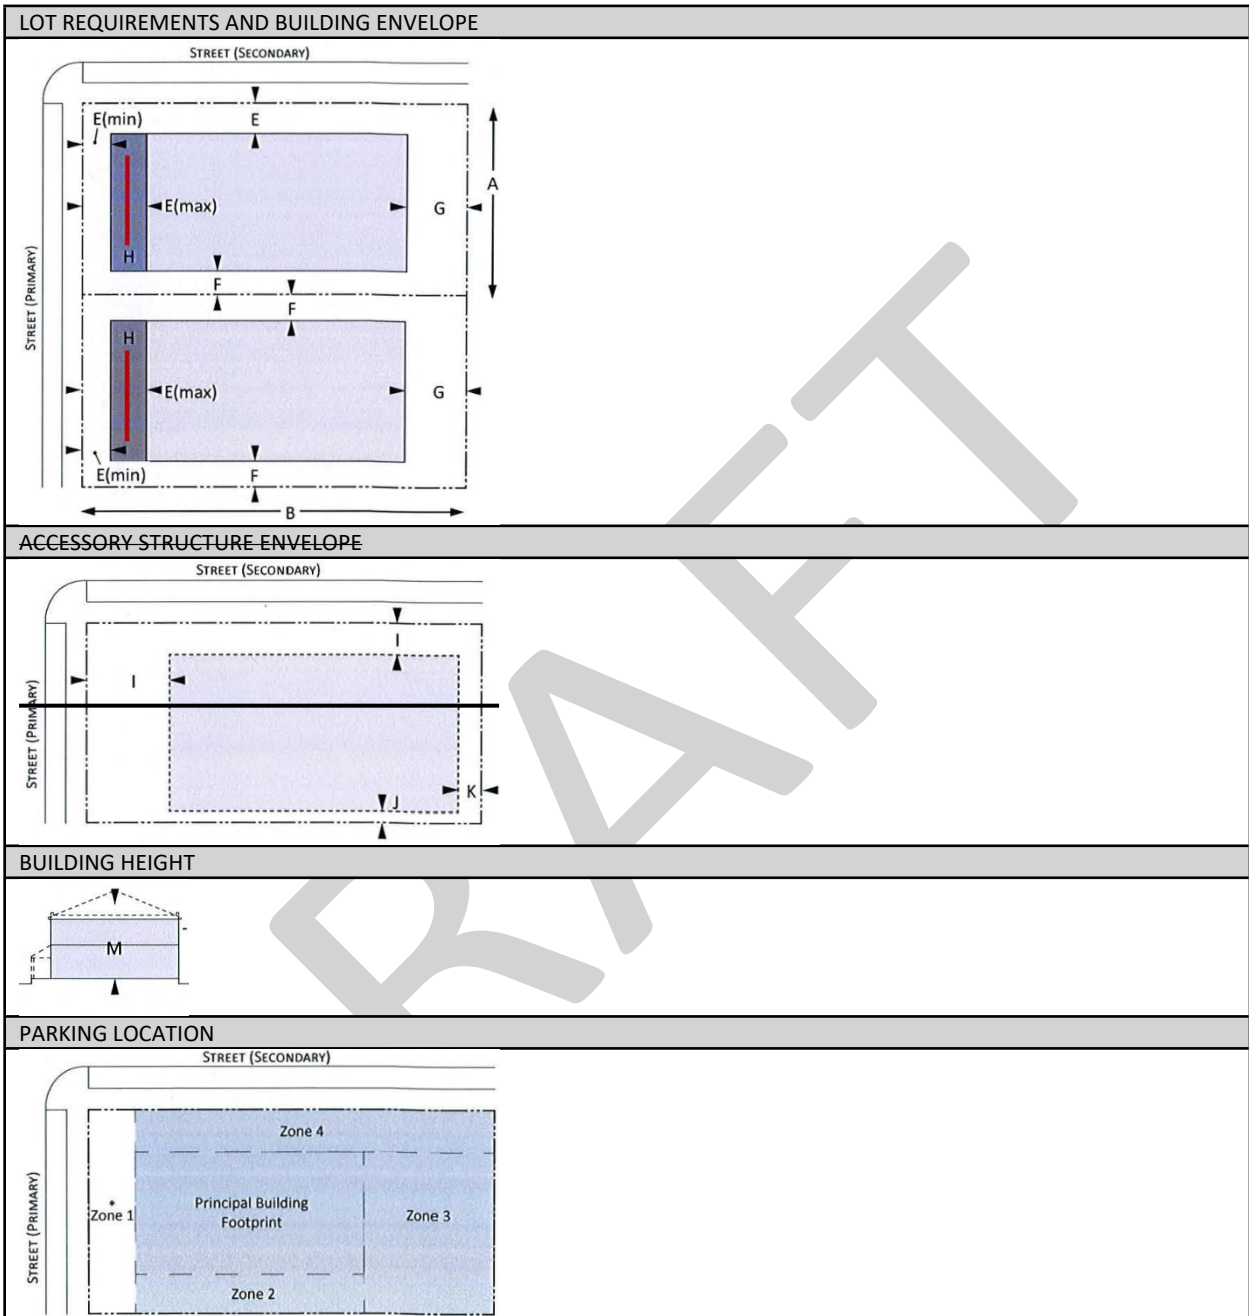 LOT REQUIREMENTS AND BUILDING ENVELOPE
STREET (SECONDARY)
E(min)
E
A
E(max)
G
H
F
F
STREET (PRIMARY)
H
E(max)
G
E(min)
F
B
ACCESSORY STRUCTURE ENVELOPE
STREET (SECONDARY)
I
I
STREET (PRIMARY)
J
K
BUILDING HEIGHT
M
PARKING LOCATION
STREET (SECONDARY)
Zone 4
STREET (PRIMARY)
*
Zone 1
Principal Building
Footprint
Zone 3
Zone 2
DRAFT